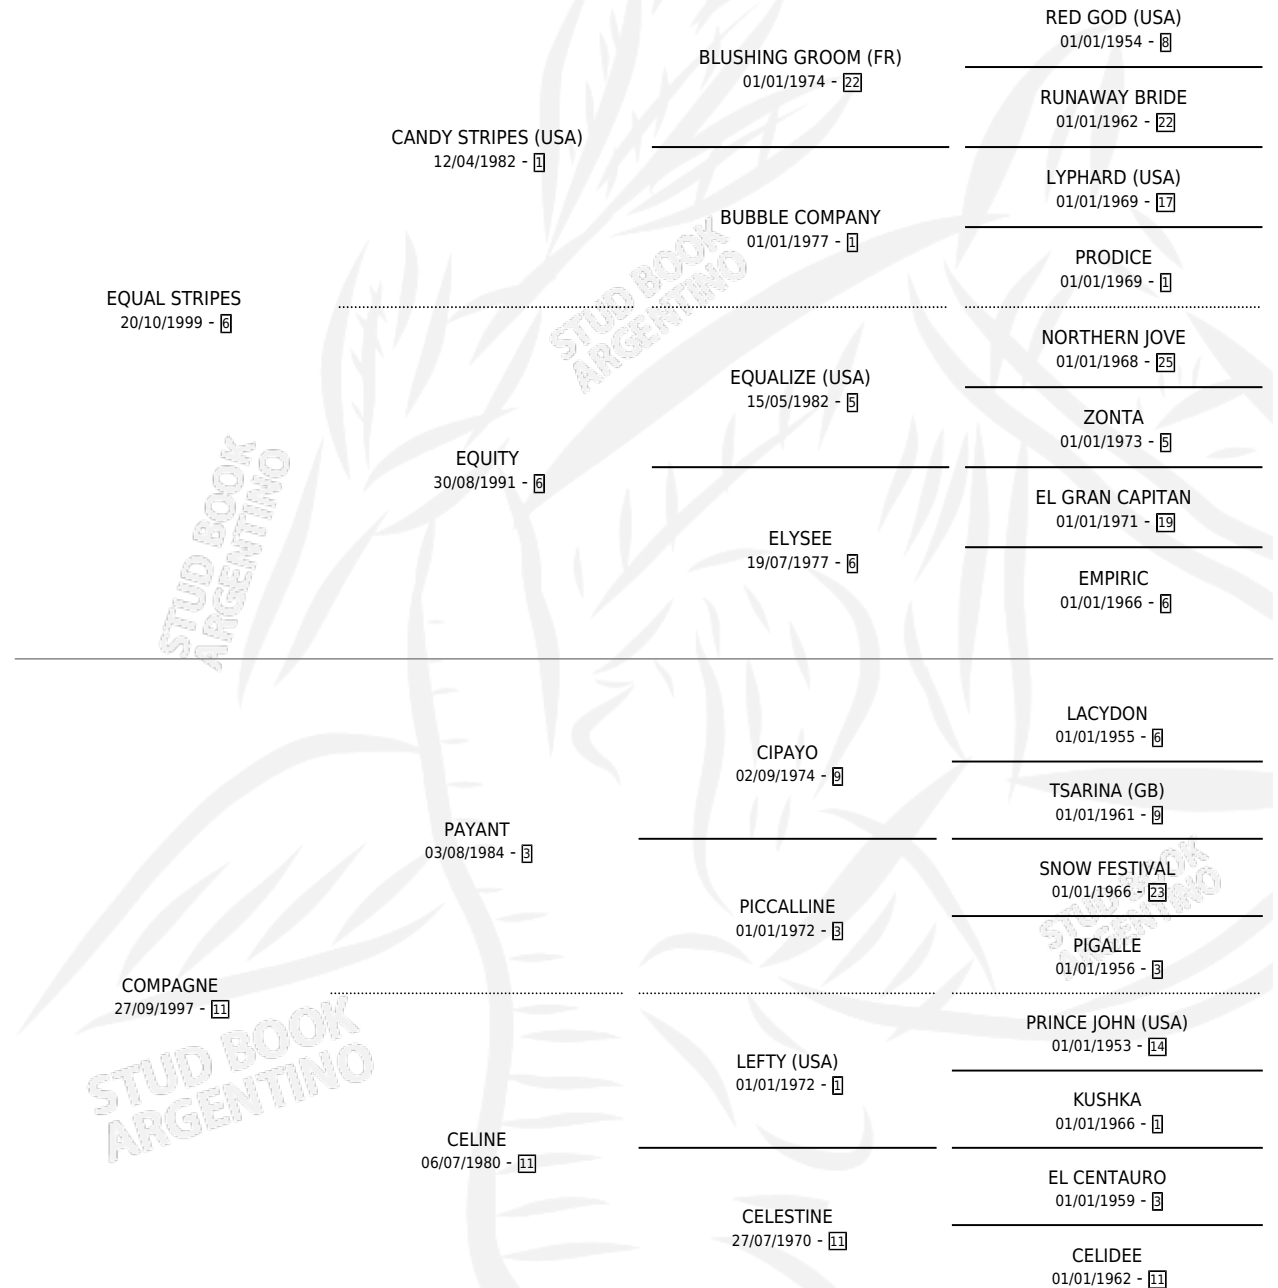 RED GOD (USA)
01/01/1954 - 8
BLUSHING GROOM (FR)
01/01/1974 - 22
RUNAWAY BRIDE
01/01/1962 - 22
CANDY STRIPES (USA)
12/04/1982 - 1
LYPHARD (USA)
01/01/1969 - 17
BUBBLE COMPANY
01/01/1977 - 1
PRODICE
01/01/1969 - 1
EQUAL STRIPES
20/10/1999 - 6
STUD BOOK
ARGENTINO
NORTHERN JOVE
01/01/1968 - 25
EQUALIZE (USA)
15/05/1982 - 5
ZONTA
01/01/1973 - 5
EQUITY
30/08/1991 - 6
EL GRAN CAPITAN
01/01/1971 - 19
ELYSEE
19/07/1977 - 6
EMPIRIC
01/01/1966 - 6
STUD BOOK
ARGENTINO
LACYDON
01/01/1955 - 6
CIPAYO
02/09/1974 - 9
TSARINA (GB)
01/01/1961 - 9
PAYANT
03/08/1984 - 3
SNOW FESTIVAL
01/01/1966 - 23
PICCALLINE
01/01/1972 - 3
STUD BOOK
ARGENTINO
PIGALLE
01/01/1956 - 3
COMPAGNE
27/09/1997 - 11
PRINCE JOHN (USA)
01/01/1953 - 14
STUD BOOK
ARGENTINO
LEFTY (USA)
01/01/1972 - 1
KUSHKA
01/01/1966 - 1
CELINE
06/07/1980 - 11
EL CENTAURO
01/01/1959 - 3
CELESTINE
27/07/1970 - 11
CELIDEE
01/01/1962 - 11